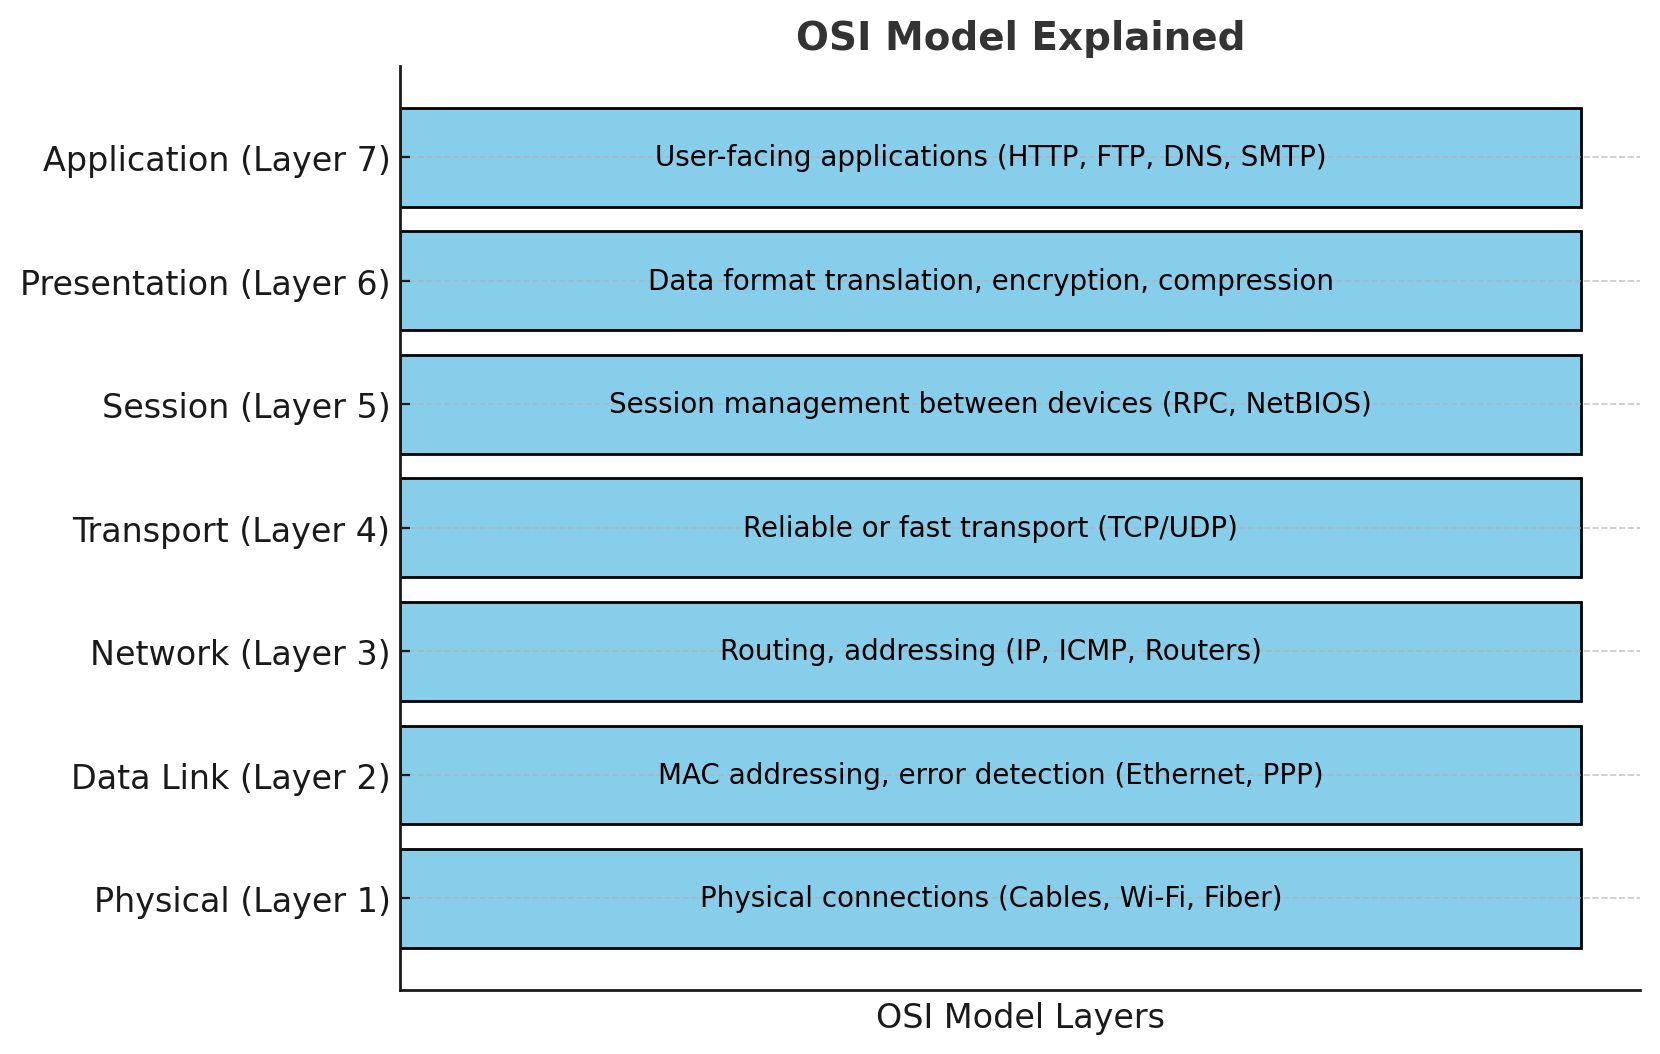 OSI Model Explained
Application (Layer 7)
User-facing applications (HTTP, FTP, DNS, SMTP)
Presentation (Layer 6)
Data format translation, encryption, compression
Session (Layer 5)
Session management between devices (RPC, NetBIOS)
Transport (Layer 4)
Reliable or fast transport (TCP/UDP)
Network (Layer 3)
Routing, addressing (IP, ICMP, Routers)
Data Link (Layer 2)
MAC addressing, error detection (Ethernet, PPP)
Physical (Layer 1)
Physical connections (Cables, Wi-Fi, Fiber)
OSI Model Layers